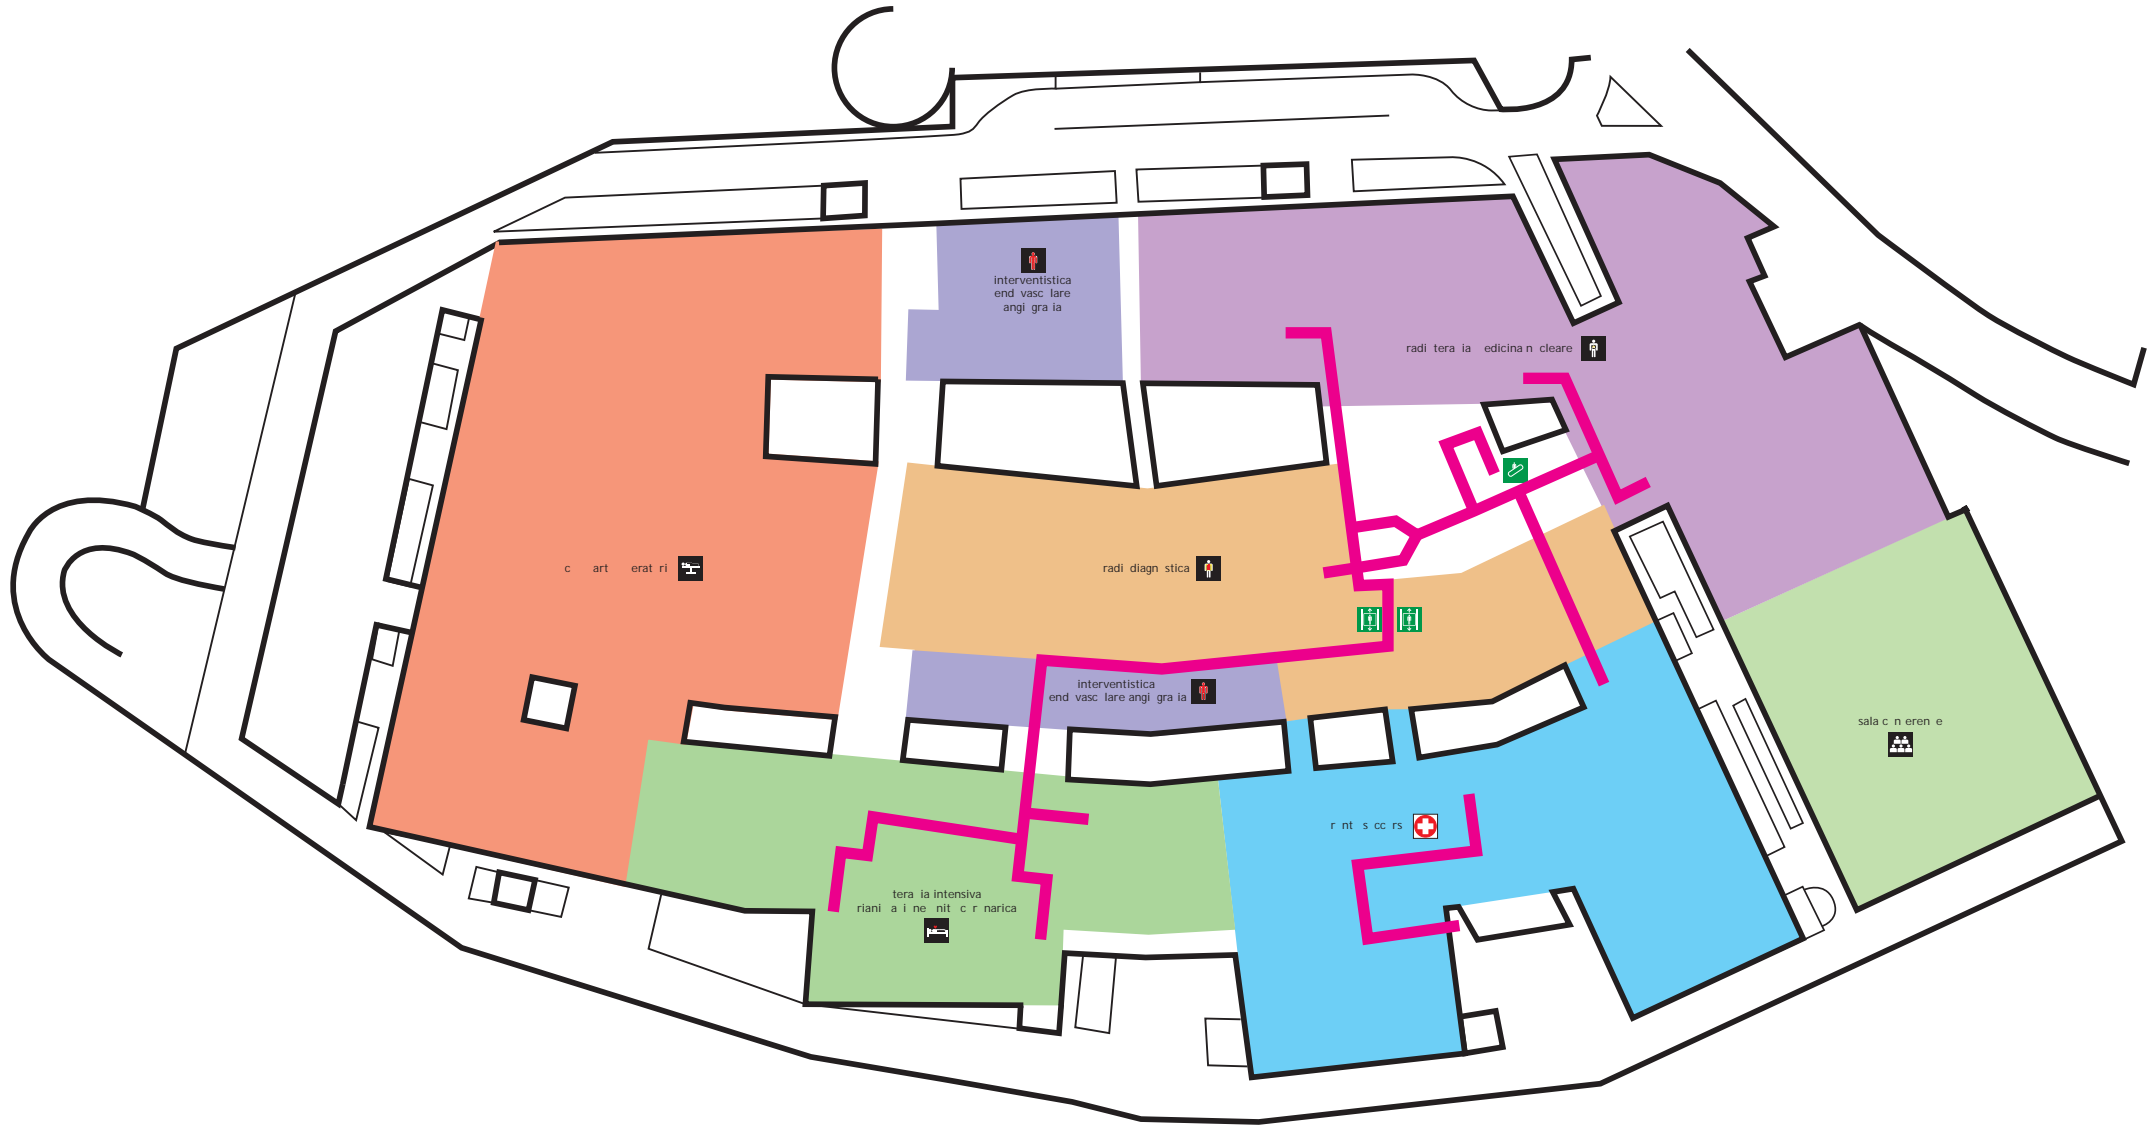 interventistica
end vasc lare
angi gra ia
radi tera ia edicina n cleare
c art erat ri
radi diagn stica
interventistica
end vasc lare angi gra ia
sala c n eren e
r nt s cc rs
tera ia intensiva
riani a i ne nit c r narica